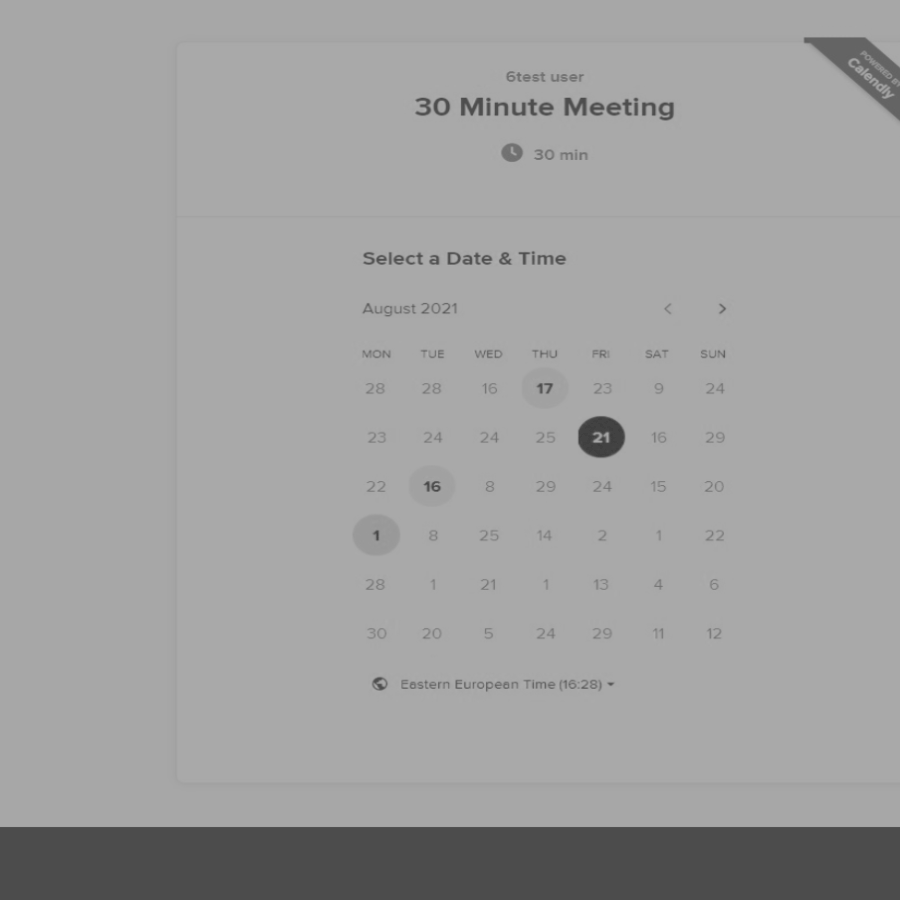 POWERED BY
Calendly
6test user
30 Minute Meeting
30 min
Select a Date & Time
August 2021
MON TUE WED THU FRI SAT SUN
28 28 16 17 23 9 24
23 24 24 25 21 16 29
22 16 8 29 24 15 20
1 8 25 14 2 1 22
28 1 21 1 13 4 6
30 20 5 24 29 11 12
Eastern European Time (16:28)